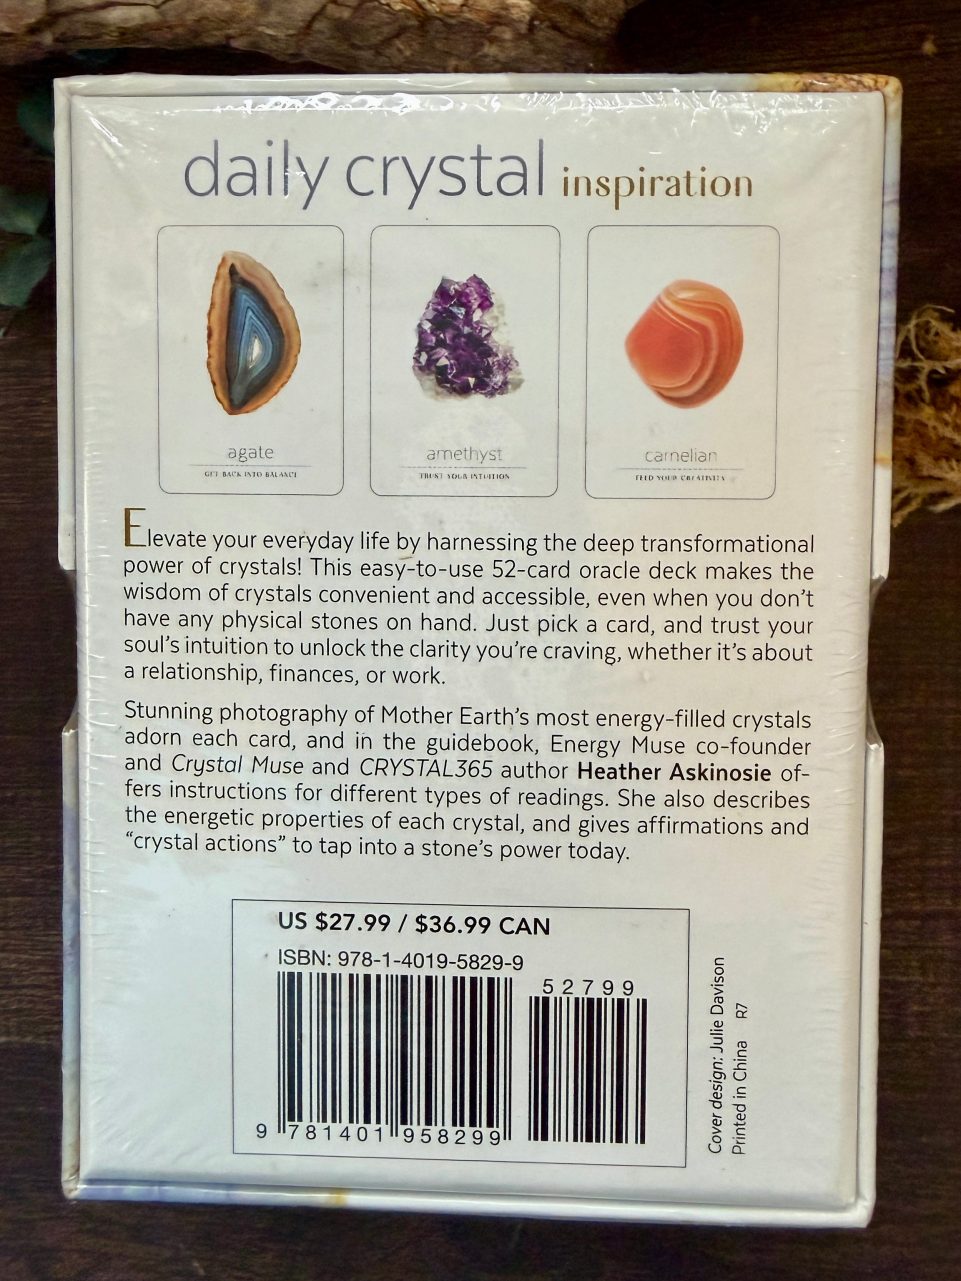 daily crystal inspiration
agate
GET BACK INTO BALANCE
amethyst
TRUST YOUR INTUITION
carnelian
FEED YOUR CREATIVITY
Elevate your everyday life by harnessing the deep transformational
power of crystals! This easy-to-use 52-card oracle deck makes the
wisdom of crystals convenient and accessible, even when you don't
have any physical stones on hand. Just pick a card, and trust your
soul's intuition to unlock the clarity you're craving, whether it's about
a relationship, finances, or work.
Stunning photography of Mother Earth's most energy-filled crystals
adorn each card, and in the guidebook, Energy Muse co-founder
and Crystal Muse and CRYSTAL365 author Heather Askinosie of-
fers instructions for different types of readings. She also describes
the energetic properties of each crystal, and gives affirmations and
“crystal actions” to tap into a stone's power today.
US $27.99 / $36.99 CAN
ISBN: 978-1-4019-5829-9
52799
9 781401 958299
Cover design: Julie Davison
Printed in China R7